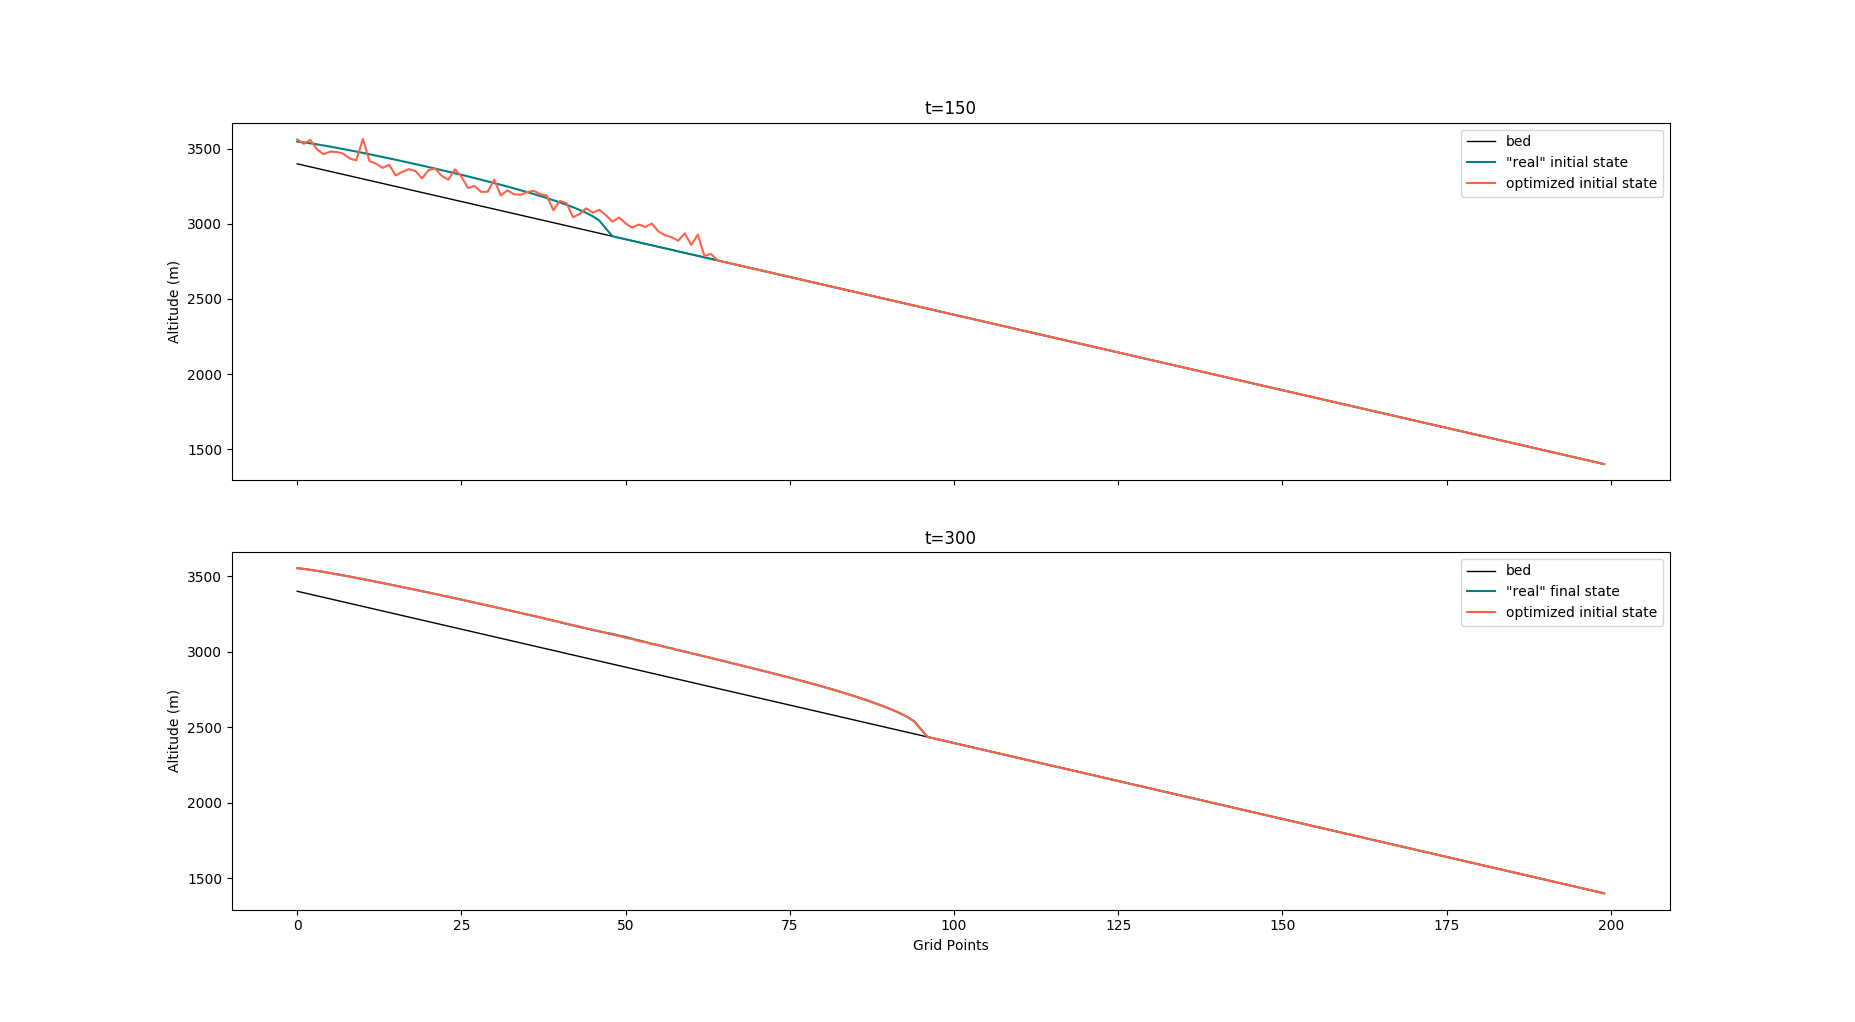 t=150
3500
3000
2500
2000
1500
Altitude (m)
bed
"real" initial state
optimized initial state
t=300
3500
3000
2500
2000
1500
Altitude (m)
bed
"real" final state
optimized initial state
0 25 50 75 100 125 150 175 200
Grid Points